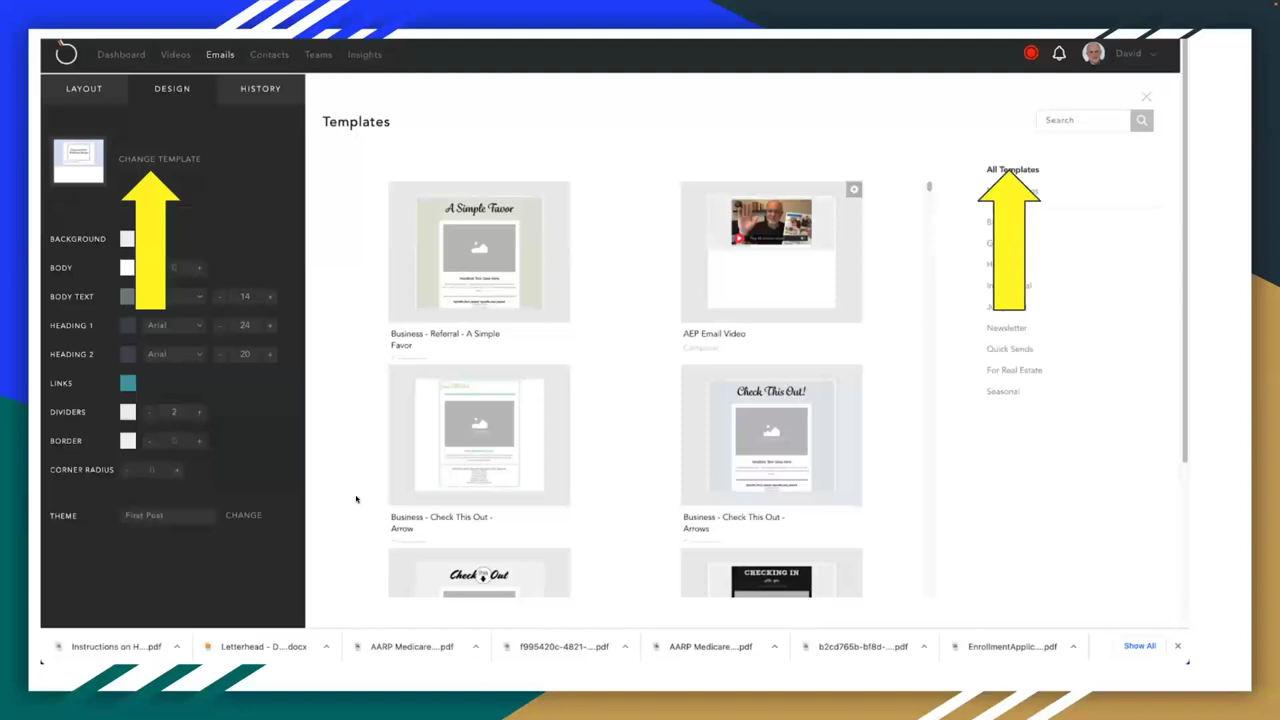 Dashboard Videos Emails Contacts Teams Insights David
LAYOUT DESIGN HISTORY
CHANGE TEMPLATE
BACKGROUND
BODY
BODY TEXT - 14 +
HEADING 1 Arial - 24 +
HEADING 2 Arial - 20 +
LINKS
DIVIDERS - 2 +
BORDER - 0 +
CORNER RADIUS - 0 +
THEME First Post CHANGE
Templates
Search
A Simple Favor
Business - Referral - A Simple
Favor
AEP Email Video
Composer
Business - Check This Out -
Arrow
Check This Out!
Business - Check This Out -
Arrows
Check This Out
CHECKING IN
All Templates
Newsletter
Quick Sends
For Real Estate
Seasonal
Instructions on H....pdf
Letterhead - D....docx
AARP Medicare....pdf
f995420c-4821-....pdf
AARP Medicare....pdf
b2cd765b-bf8d-....pdf
EnrollmentApplic....pdf
Show All